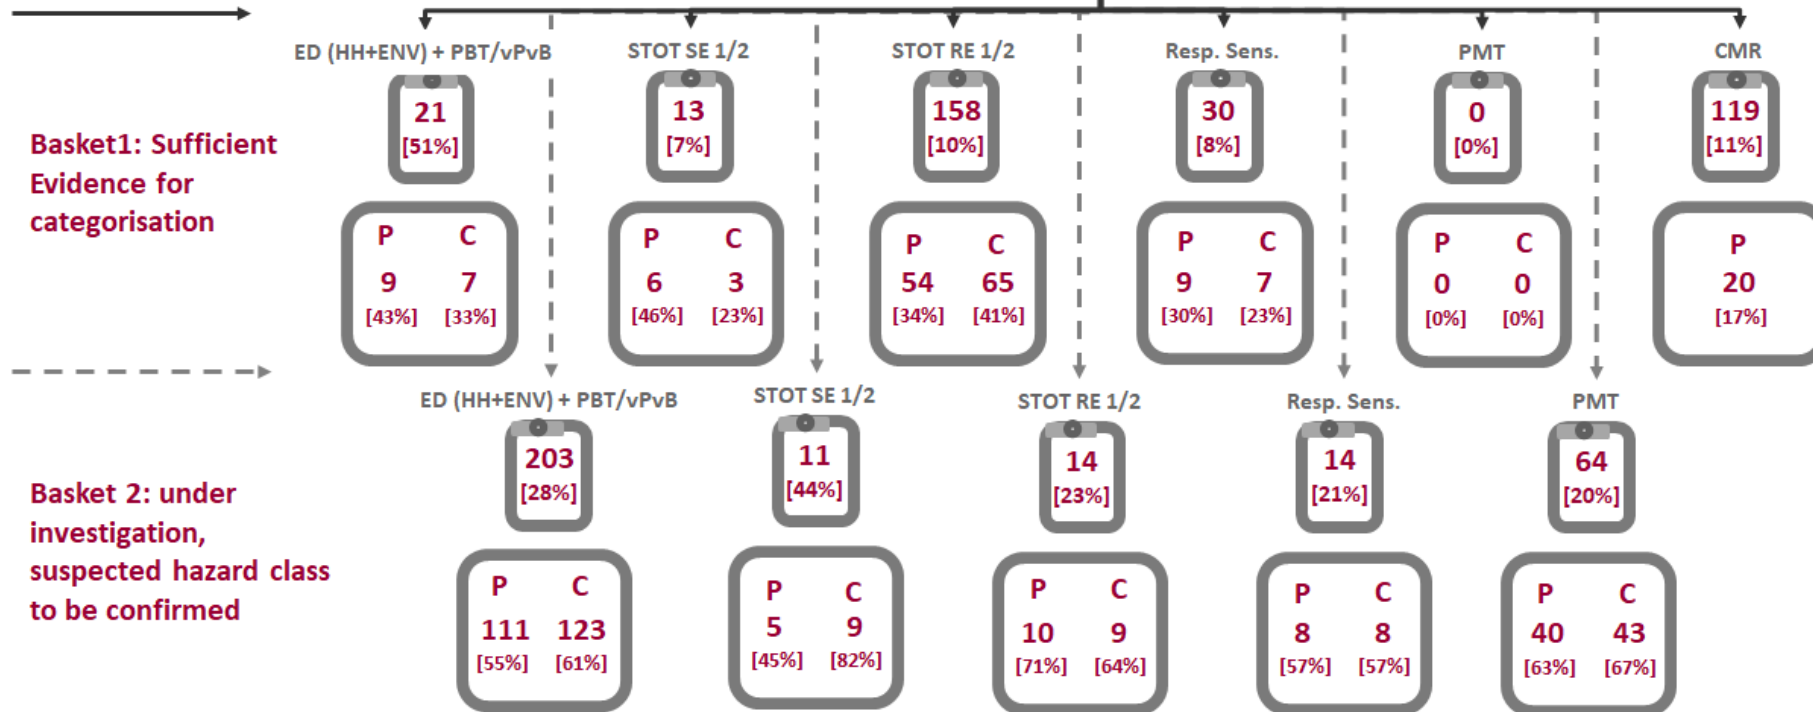 ED (HH+ENV) + PBT/vPvB
STOT SE 1/2
STOT RE 1/2
Resp. Sens.
PMT
CMR
21
[51%]
13
[7%]
158
[10%]
30
[8%]
0
[0%]
119
[11%]
Basket1: Sufficient
Evidence for
categorisation
P C
9 7
[43%] [33%]
P C
6 3
[46%] [23%]
P C
54 65
[34%] [41%]
P C
9 7
[30%] [23%]
P C
0 0
[0%] [0%]
P
20
[17%]
ED (HH+ENV) + PBT/vPvB
STOT SE 1/2
STOT RE 1/2
Resp. Sens.
PMT
203
[28%]
11
[44%]
14
[23%]
14
[21%]
64
[20%]
Basket 2: under
investigation,
suspected hazard class
to be confirmed
P C
111 123
[55%] [61%]
P C
5 9
[45%] [82%]
P C
10 9
[71%] [64%]
P C
8 8
[57%] [57%]
P C
40 43
[63%] [67%]